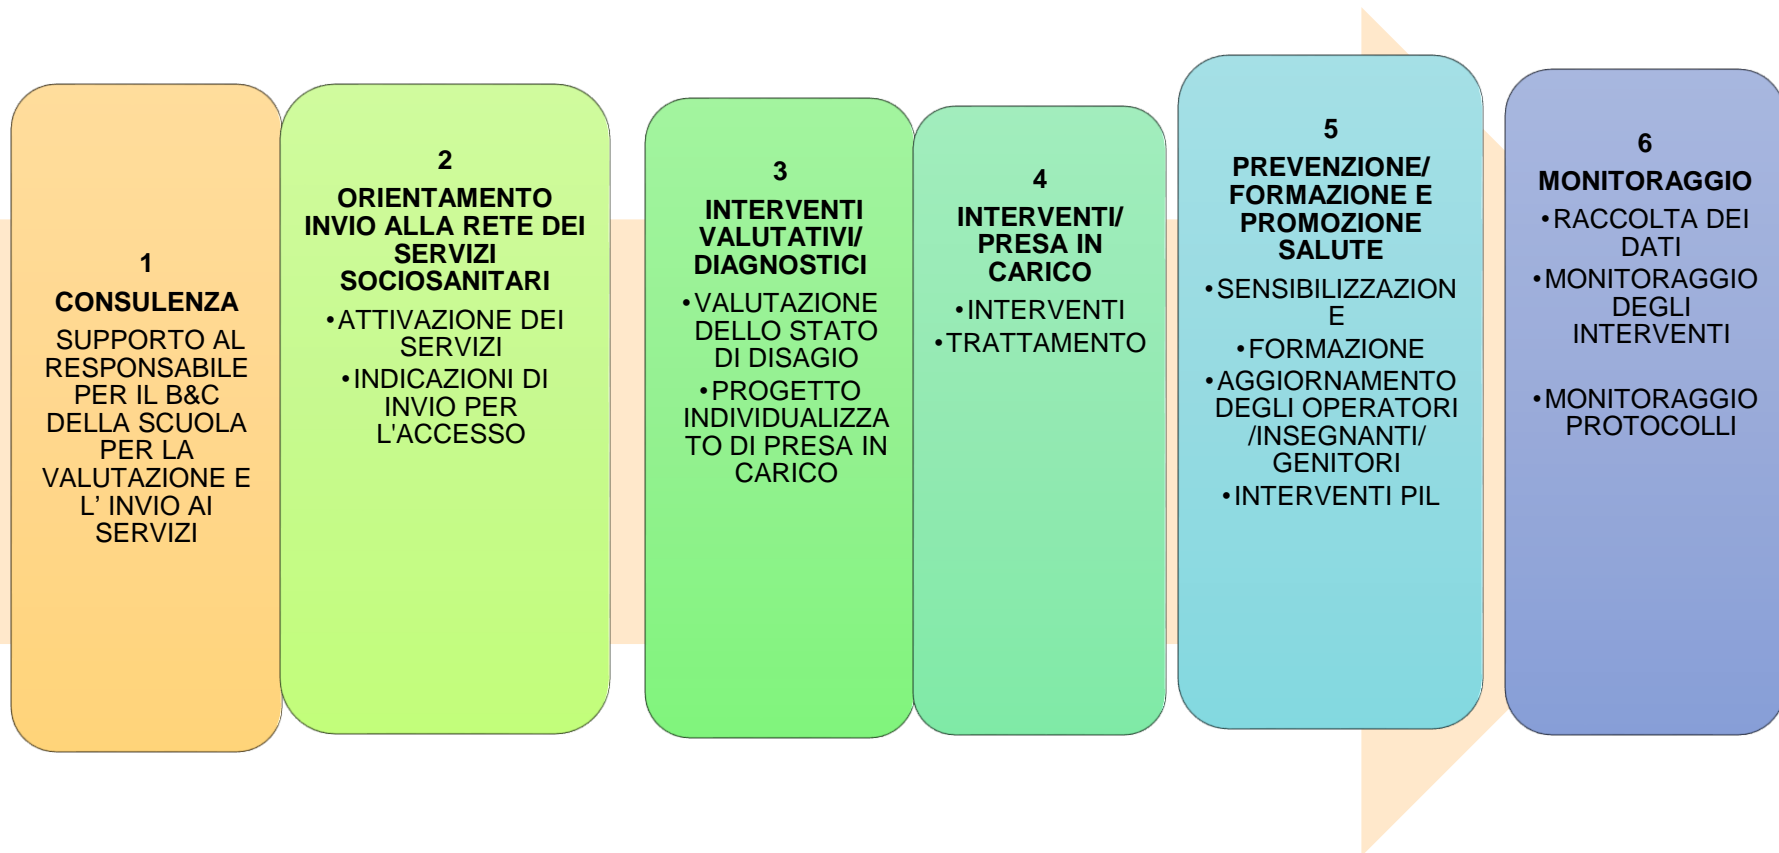 1
CONSULENZA
SUPPORTO AL
RESPONSABILE
PER IL B&C
DELLA SCUOLA
PER LA
VALUTAZIONE E
L' INVIO AI
SERVIZI
2
ORIENTAMENTO
INVIO ALLA RETE DEI
SERVIZI
SOCIOSANITARI
•ATTIVAZIONE DEI
SERVIZI
•INDICAZIONI DI
INVIO PER
L'ACCESSO
3
INTERVENTI
VALUTATIVI/
DIAGNOSTICI
•VALUTAZIONE
DELLO STATO
DI DISAGIO
•PROGETTO
INDIVIDUALIZZA
TO DI PRESA IN
CARICO
4
INTERVENTI/
PRESA IN
CARICO
•INTERVENTI
•TRATTAMENTO
5
PREVENZIONE/
FORMAZIONE E
PROMOZIONE
SALUTE
•SENSIBILIZZAZION
E
•FORMAZIONE
•AGGIORNAMENTO
DEGLI OPERATORI
/INSEGNANTI/
GENITORI
•INTERVENTI PIL
6
MONITORAGGIO
•RACCOLTA DEI
DATI
•MONITORAGGIO
DEGLI
INTERVENTI
•MONITORAGGIO
PROTOCOLLI